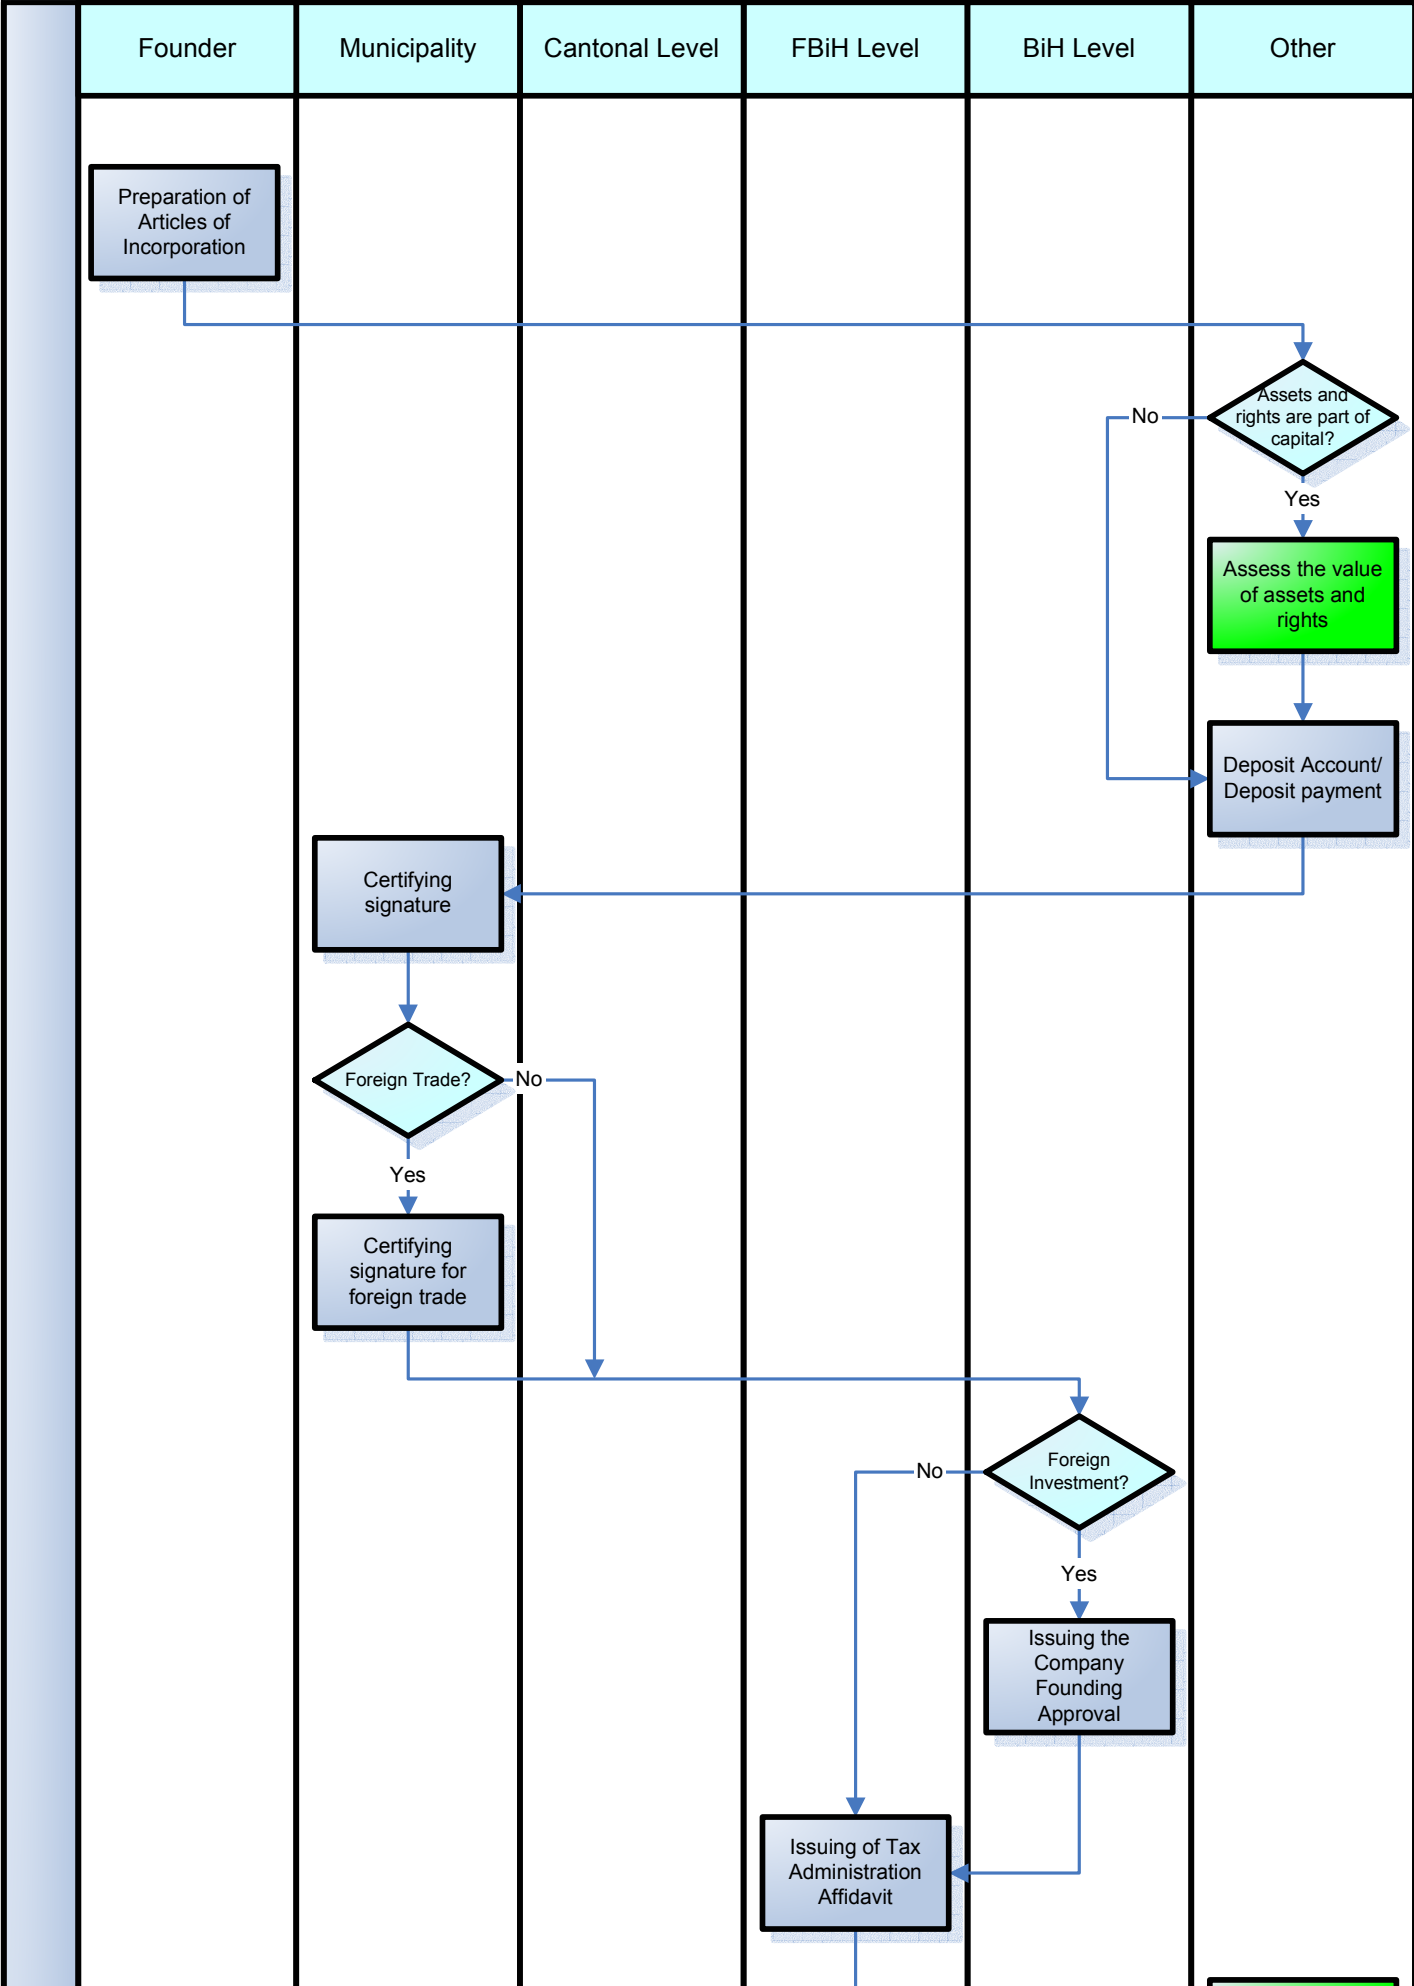 Founder
Municipality
Cantonal Level
FBiH Level
BiH Level
Other
Preparation of
Articles of
Incorporation
Assets and
rights are part of
capital?
No
Yes
Assess the value
of assets and
rights
Deposit Account/
Deposit payment
Certifying
signature
Foreign Trade?
No
Yes
Certifying
signature for
foreign trade
Foreign
Investment?
No
Yes
Issuing the
Company
Founding
Approval
Issuing of Tax
Administration
Affidavit